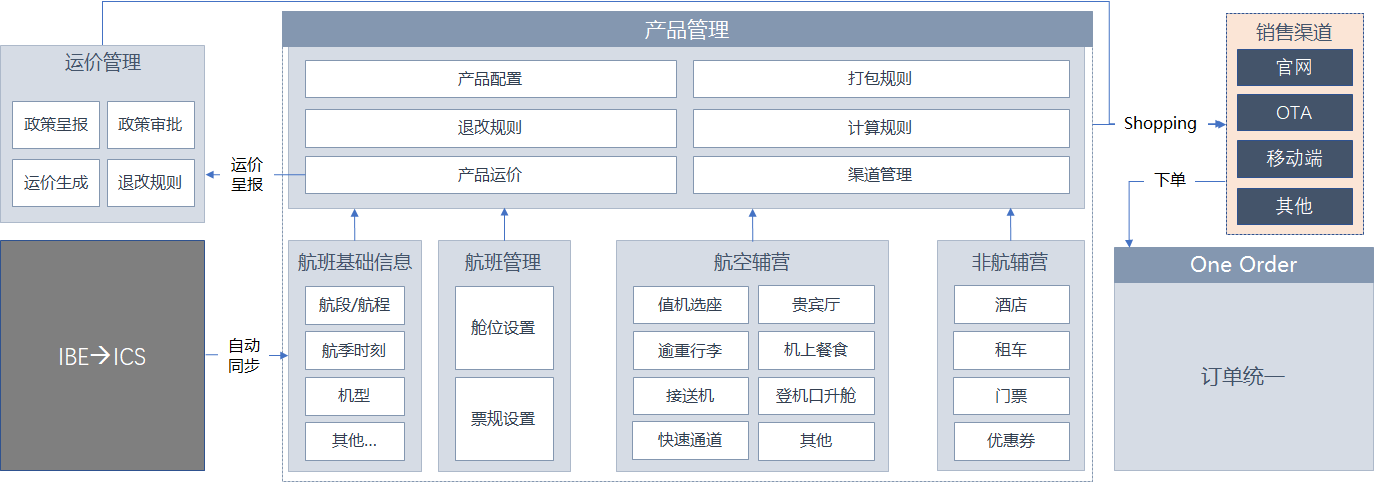 产品管理
运价管理
政策呈报
政策审批
运价生成
退改规则
运价
呈报
产品配置
打包规则
退改规则
计算规则
产品运价
渠道管理
Shopping
销售渠道
官网
OTA
移动端
其他
下单
IBE→ICS
自动
同步
航班基础信息
航段/航程
航季时刻
机型
其他...
航班管理
舱位设置
票规设置
航空辅营
值机选座
贵宾厅
逾重行李
机上餐食
接送机
登机口升舱
快速通道
其他
非航辅营
酒店
租车
门票
优惠券
One Order
订单统一